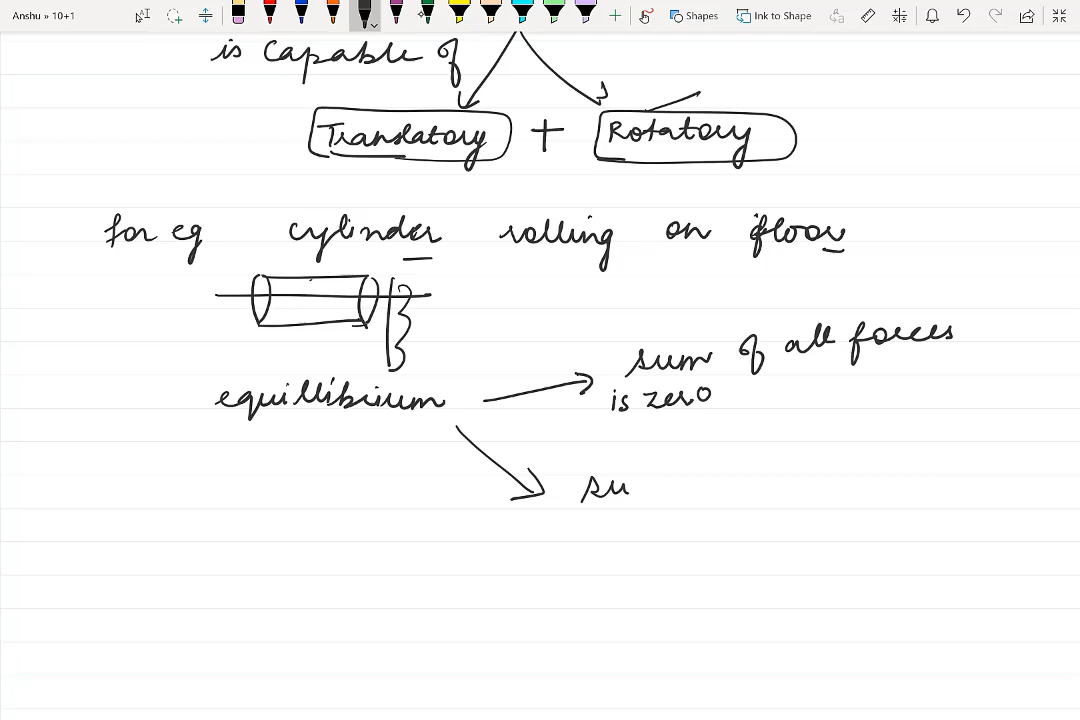 Anshu » 10+1
Shapes
Ink to Shape
is capable of
Translatory + Rotatory
for eg cylinder rolling on floor
equillibrium → sum of all forces
is zero
su